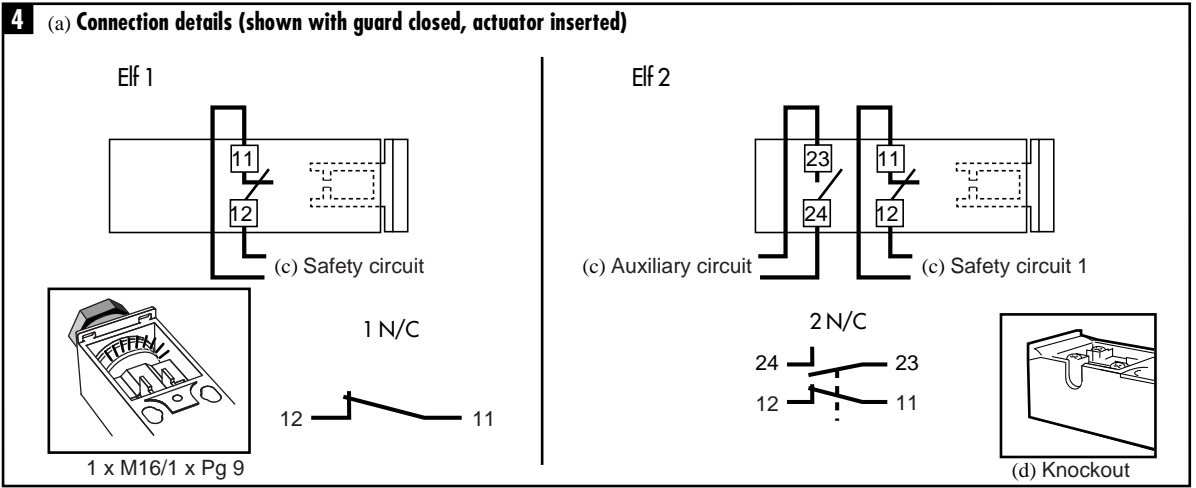 4 (a) Connection details (shown with guard closed, actuator inserted)
Elf 1
11
12
(c) Safety circuit
1 x M16/1 x Pg 9
1 N/C
12 11
Elf 2
23 11
24 12
(c) Auxiliary circuit (c) Safety circuit 1
2 N/C
24 23
12 11
(d) Knockout